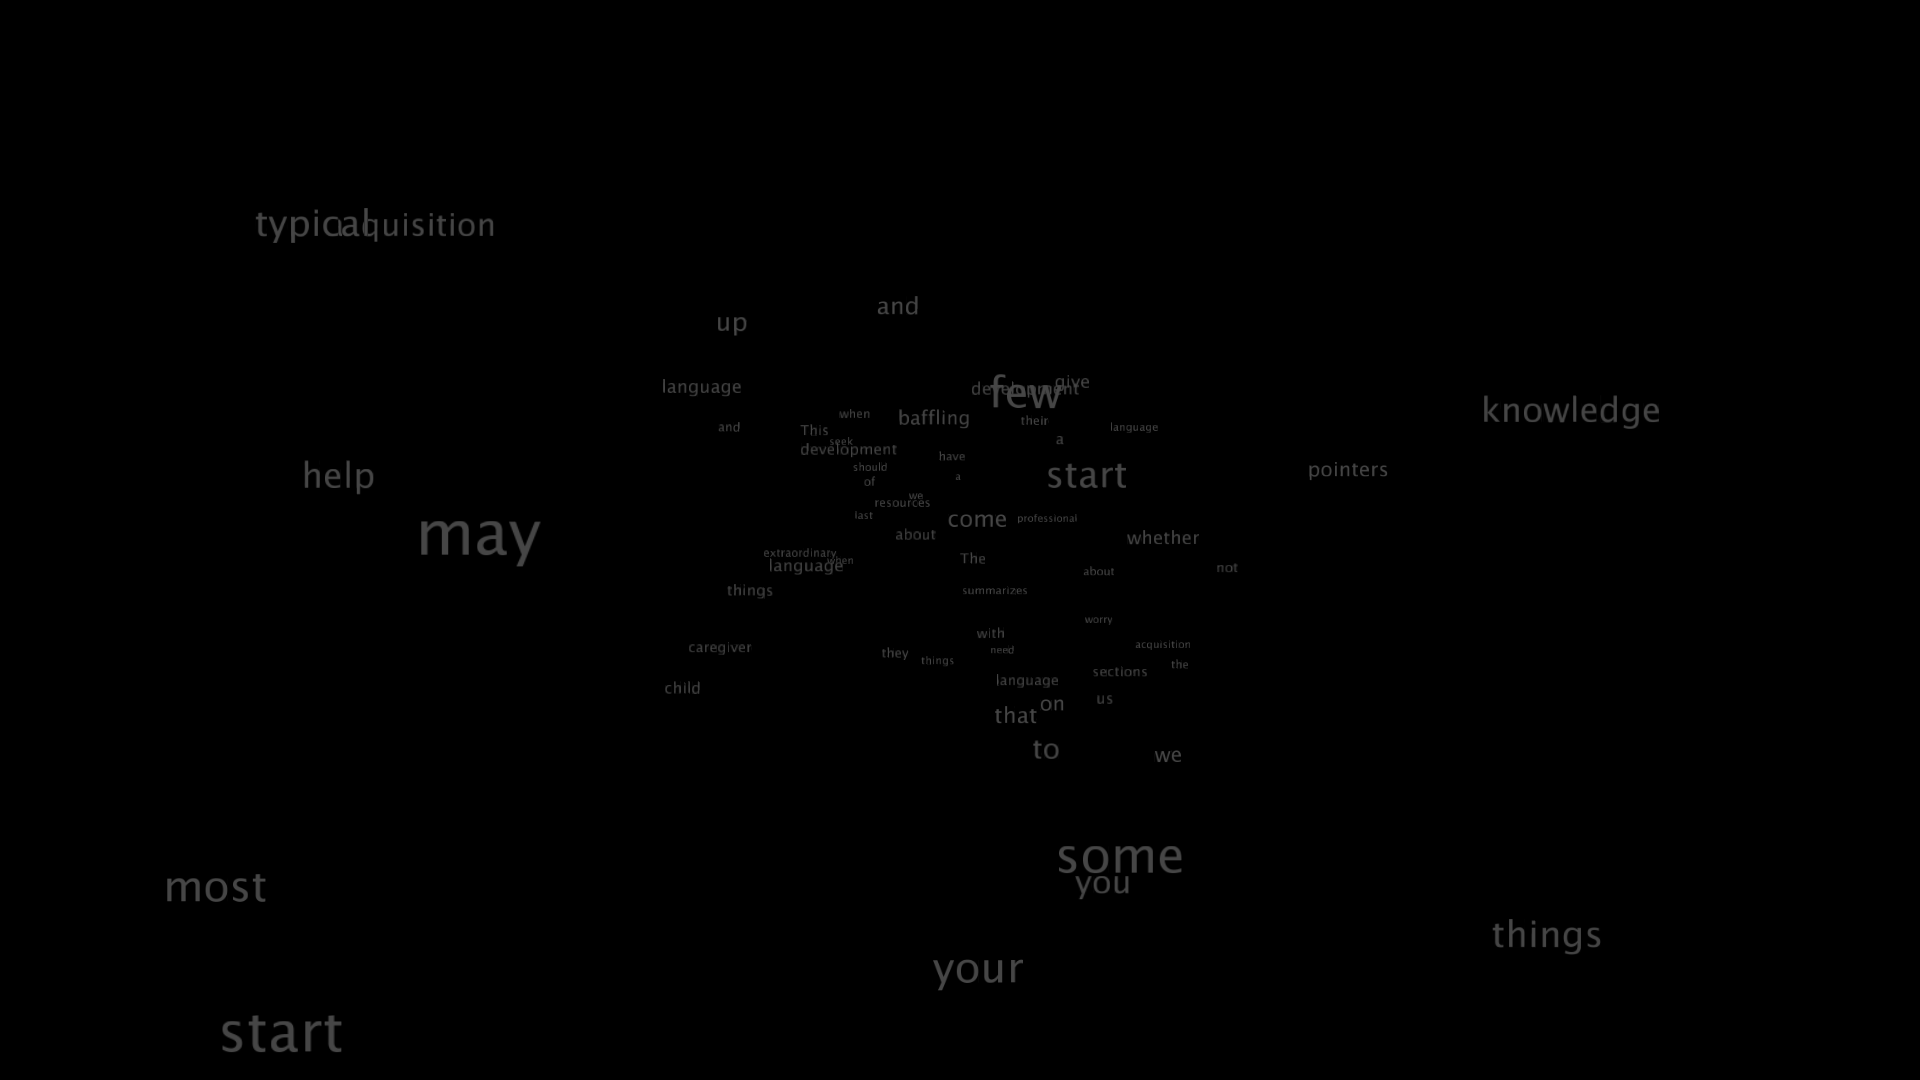 typical
acquisition
and
up
give
language
development
few
knowledge
when
baffling
their
and
This
language
seek
a
development
have
should
pointers
help
start
a
of
we
resources
last
come
professional
may
about
whether
extraordinary
The
when
language
not
about
things
summarizes
worry
with
acquisition
caregiver
need
they
things
the
sections
language
child
us
on
that
to
we
some
you
most
things
your
start